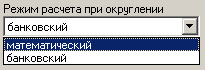 Режим расчета при округлении
банковский
математический
банковский